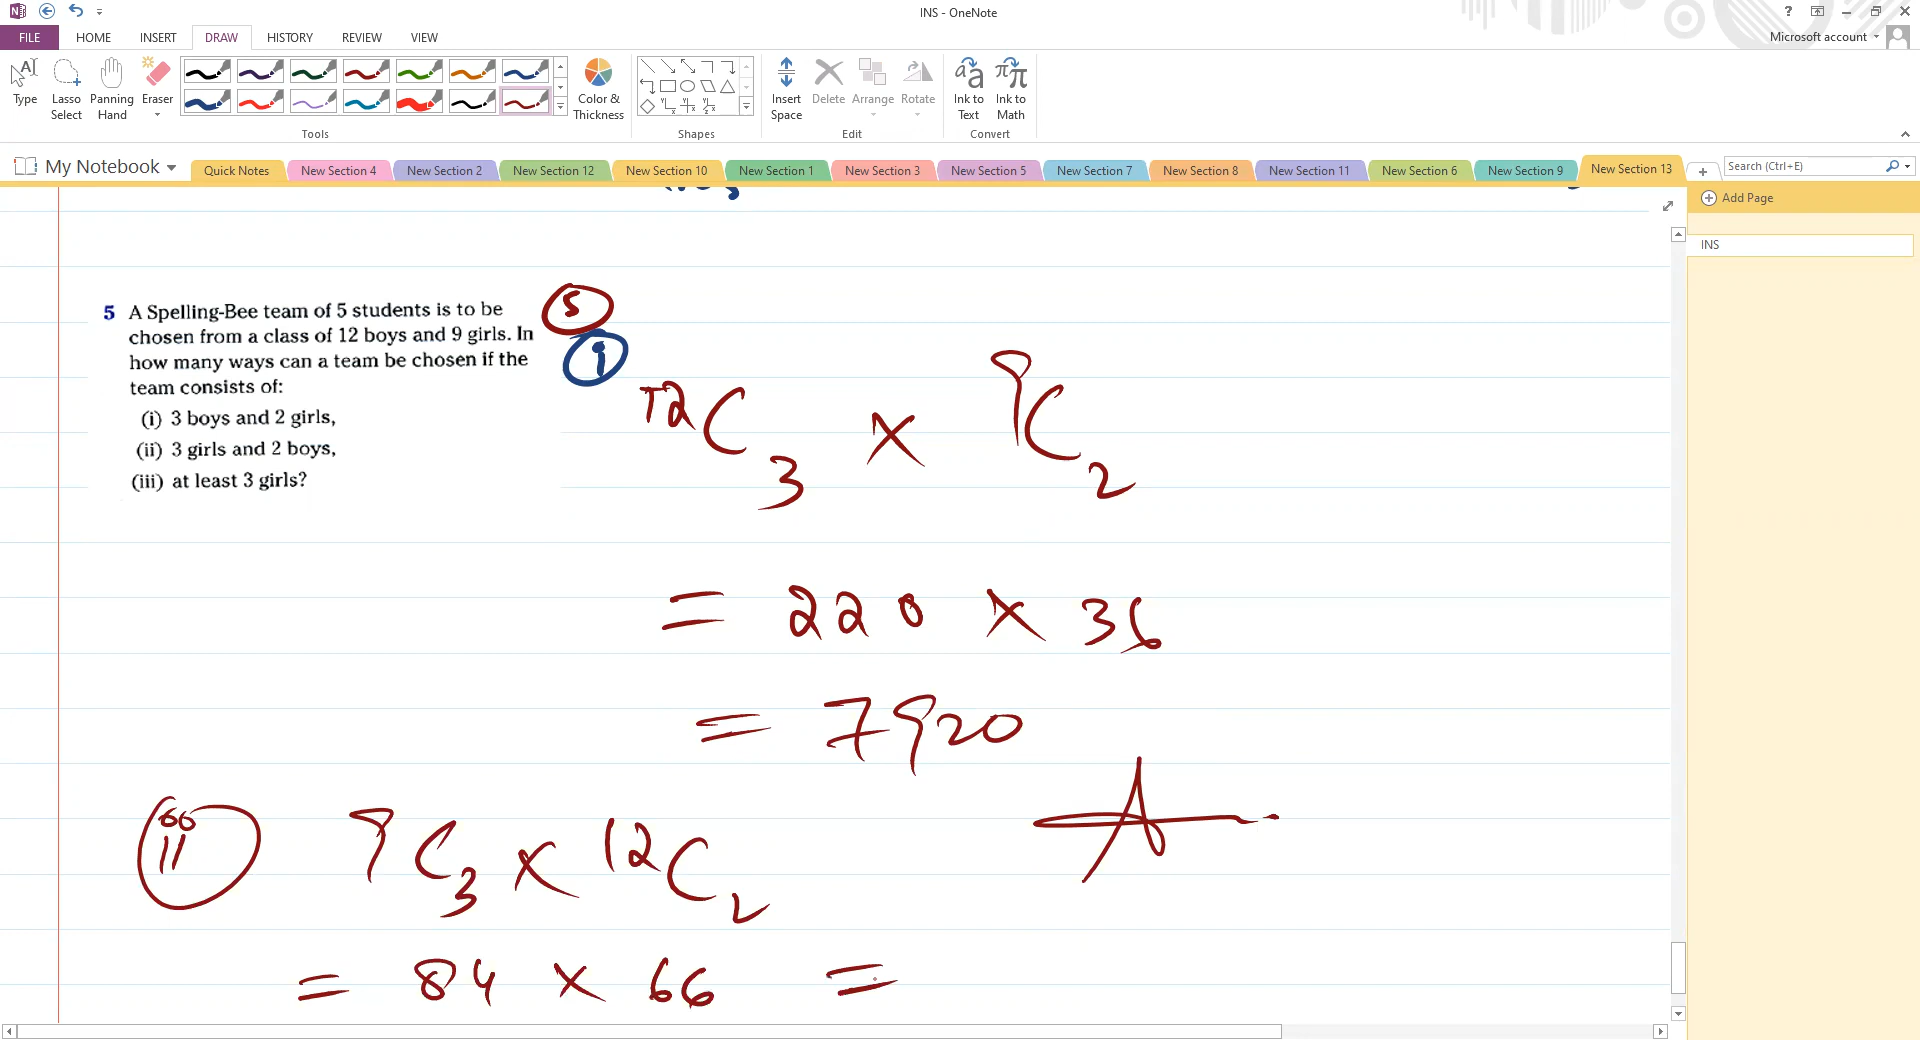 INS - OneNote
?
FILE HOME INSERT DRAW HISTORY REVIEW VIEW
Microsoft account
Type
Lasso Select
Panning Hand
Eraser
Color & Thickness
Insert Space
Delete
Arrange
Rotate
Ink to Text
Ink to Math
Tools
Shapes
Edit
Convert
My Notebook
Quick Notes
New Section 4
New Section 2
New Section 12
New Section 10
New Section 1
New Section 3
New Section 5
New Section 7
New Section 8
New Section 11
New Section 6
New Section 9
New Section 13
Search (Ctrl+E)
Add Page
INS
5 A Spelling-Bee team of 5 students is to be
chosen from a class of 12 boys and 9 girls. In
how many ways can a team be chosen if the
team consists of:
(i) 3 boys and 2 girls,
(ii) 3 girls and 2 boys,
(iii) at least 3 girls?
5
i
12C3 × 9C2
= 220 × 36
= 7920
ii 9C3 × 12C2
= 84 × 66 =